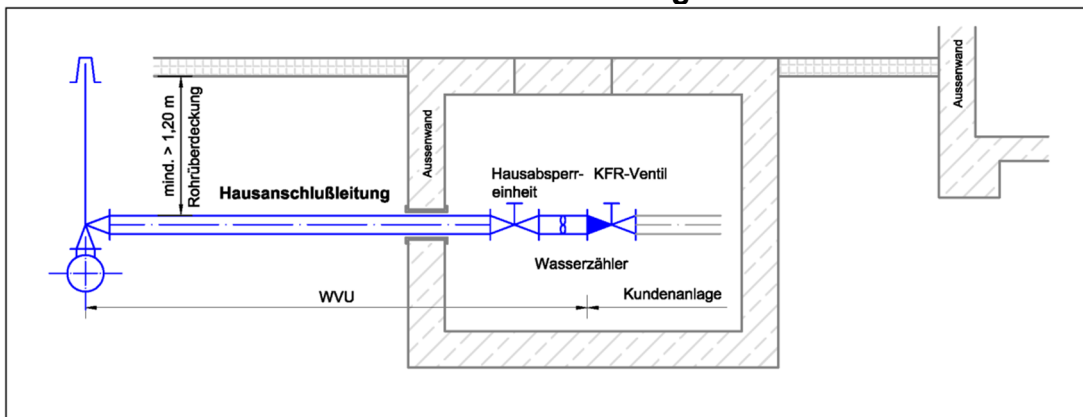 mind. > 1,20 m
Rohrüberdeckung
Hausanschlußleitung
Aussenwand
Hausabsperr-
einheit
KFR-Ventil
Wasserzähler
WVU
Kundenanlage
Aussenwand